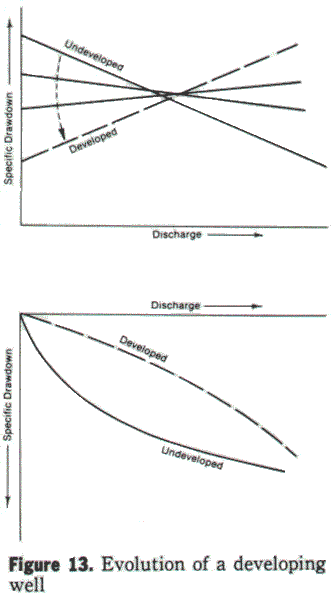 Undeveloped
Specific Drawdown
Developed
Discharge
Discharge
Developed
Specific Drawdown
Undeveloped
Figure 13. Evolution of a developing
well